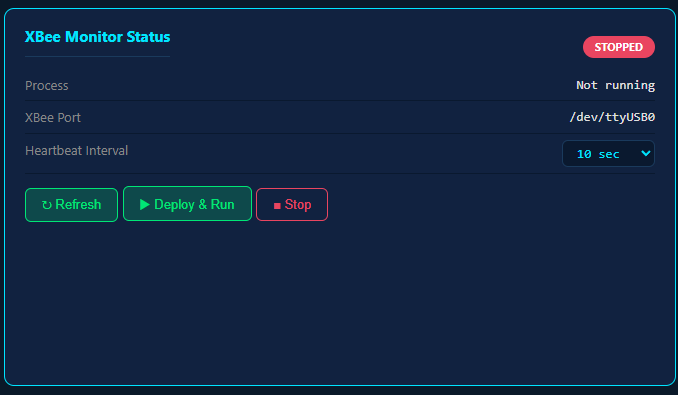 XBee Monitor Status
STOPPED
Process Not running
XBee Port /dev/ttyUSB0
Heartbeat Interval 10 sec
↻ Refresh ▶ Deploy & Run ■ Stop